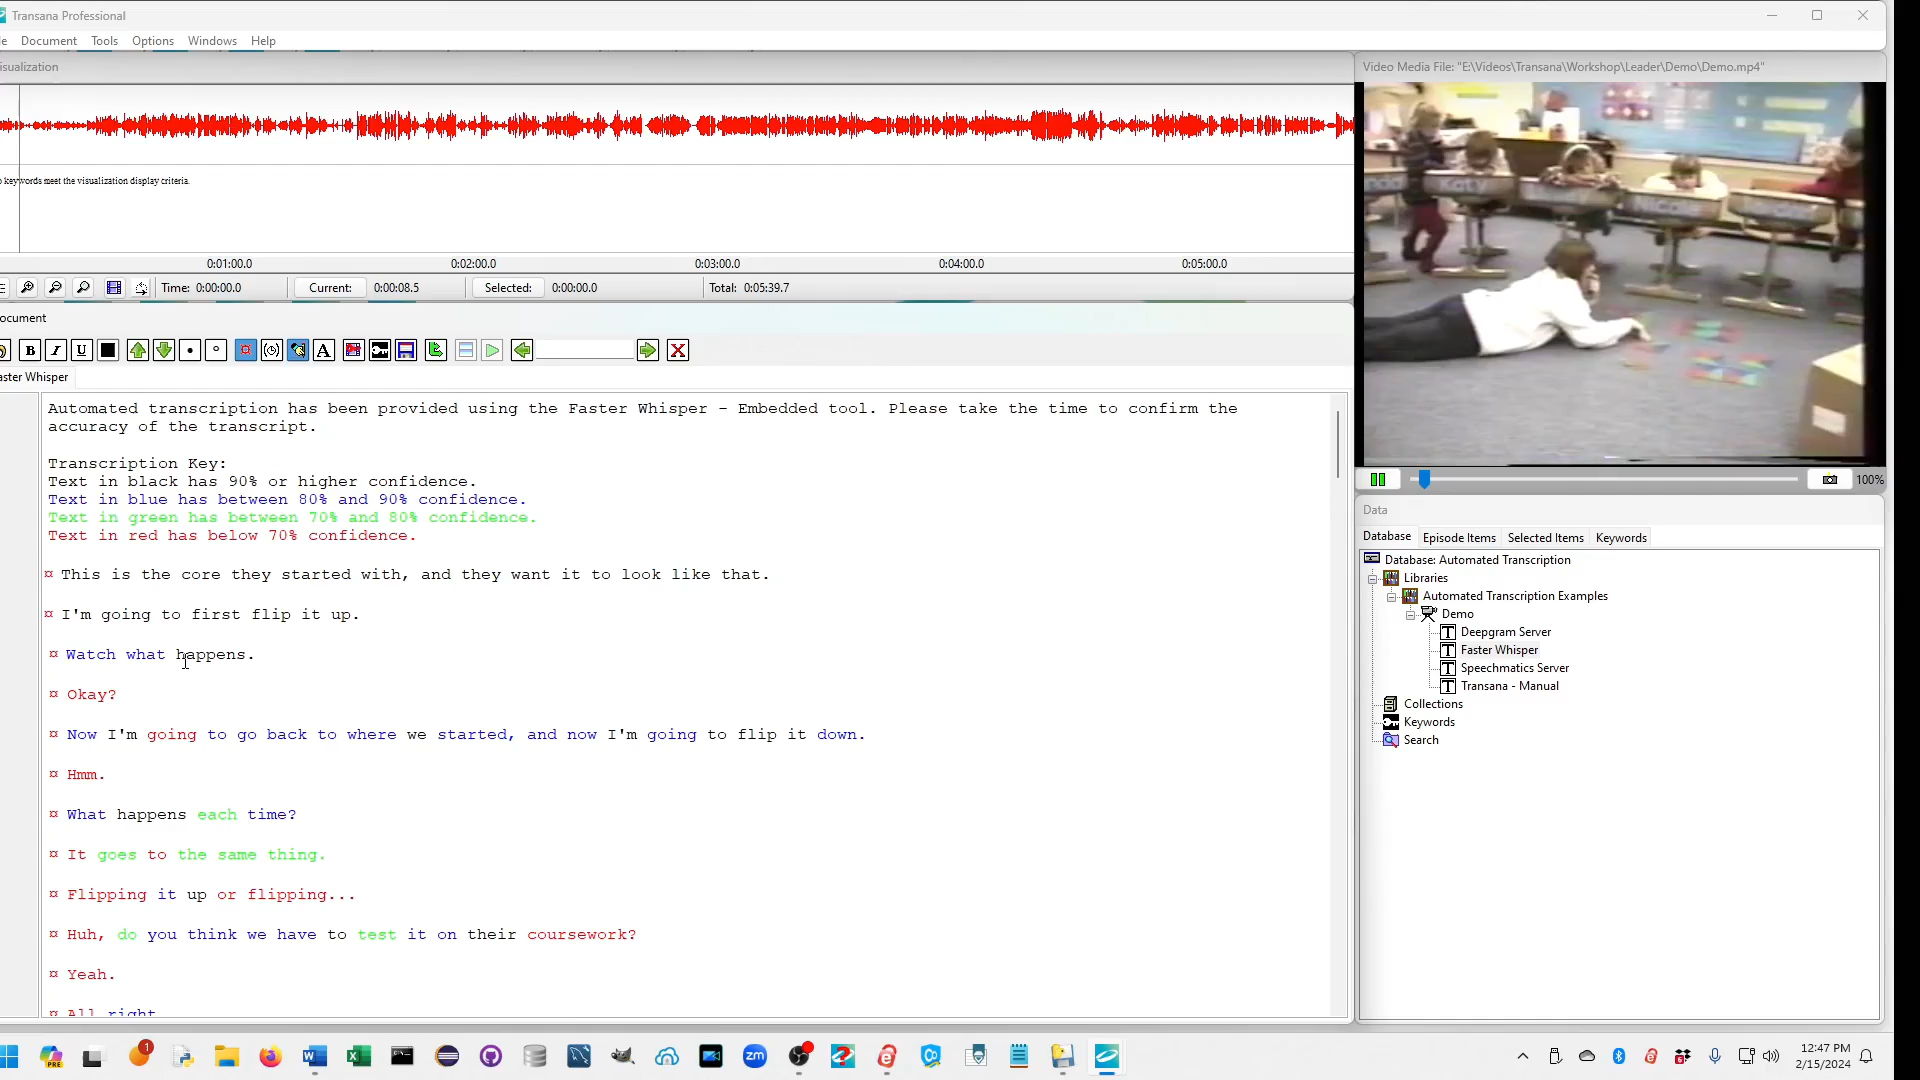 Transana Professional
Document Tools Options Windows Help
isualization
Video Media File: "E:\Videos\Transana\Workshop\Leader\Demo\Demo.mp4"
keywords meet the visualization display criteria.
0:01:00.0 0:02:00.0 0:03:00.0 0:04:00.0 0:05:00.0
Time: 0:00:00.0 Current: 0:00:08.5 Selected: 0:00:00.0 Total: 0:05:39.7
ocument
B I U A X
aster Whisper
Automated transcription has been provided using the Faster Whisper - Embedded tool. Please take the time to confirm the
accuracy of the transcript.
Transcription Key:
Text in black has 90% or higher confidence.
Text in blue has between 80% and 90% confidence.
Text in green has between 70% and 80% confidence.
Text in red has below 70% confidence.
¤ This is the core they started with, and they want it to look like that.
¤ I'm going to first flip it up.
¤ Watch what happens.
¤ Okay?
¤ Now I'm going to go back to where we started, and now I'm going to flip it down.
¤ Hmm.
¤ What happens each time?
¤ It goes to the same thing.
¤ Flipping it up or flipping...
¤ Huh, do you think we have to test it on their coursework?
¤ Yeah.
¤ All right
Katy
100%
Data
Database Episode Items Selected Items Keywords
Database: Automated Transcription
Libraries
Automated Transcription Examples
Demo
T Deepgram Server
T Faster Whisper
T Speechmatics Server
T Transana - Manual
Collections
Keywords
Search
12:47 PM
2/15/2024